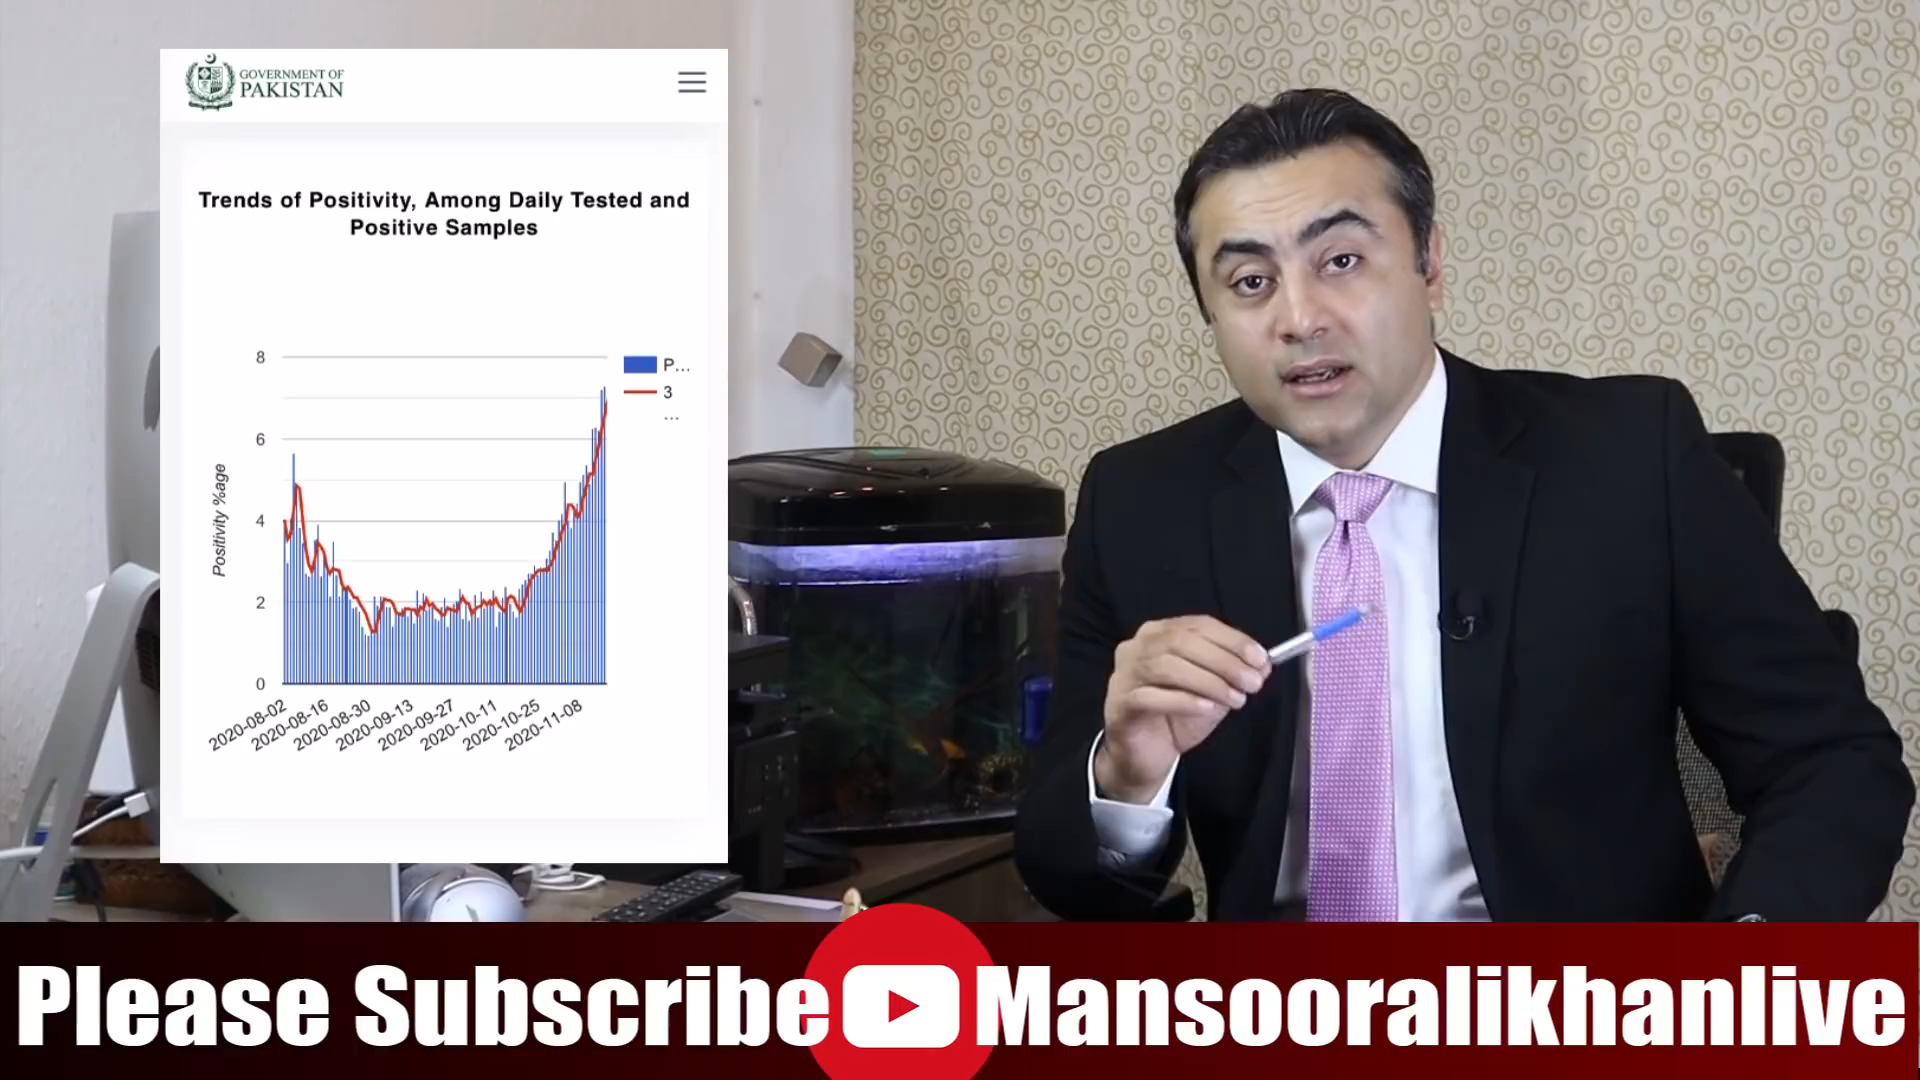 GOVERNMENT OF
PAKISTAN
Trends of Positivity, Among Daily Tested and
Positive Samples
8
6
4
2
0
Positivity %age
P...
3
...
2020-08-02
2020-08-16
2020-08-30
2020-09-13
2020-09-27
2020-10-11
2020-10-25
2020-11-08
Please Subscribe Mansooralikhanlive